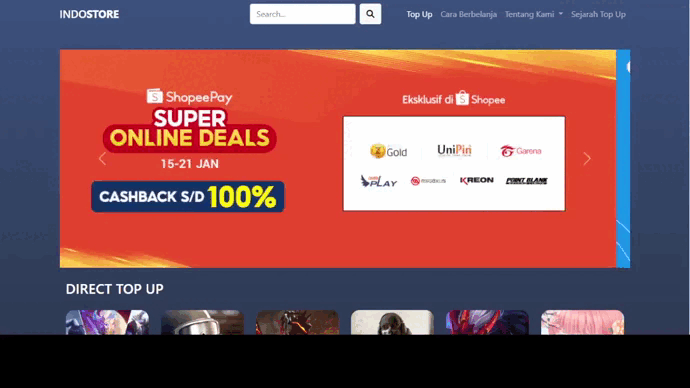 INDOSTORE
Search...
Top Up
Cara Berbelanja
Tentang Kami
Sejarah Top Up
ShopeePay
SUPER
ONLINE DEALS
15-21 JAN
CASHBACK S/D 100%
Eksklusif di Shopee
Gold
UniPin
Garena
PLAY
KREON
POINT BLANK
DIRECT TOP UP